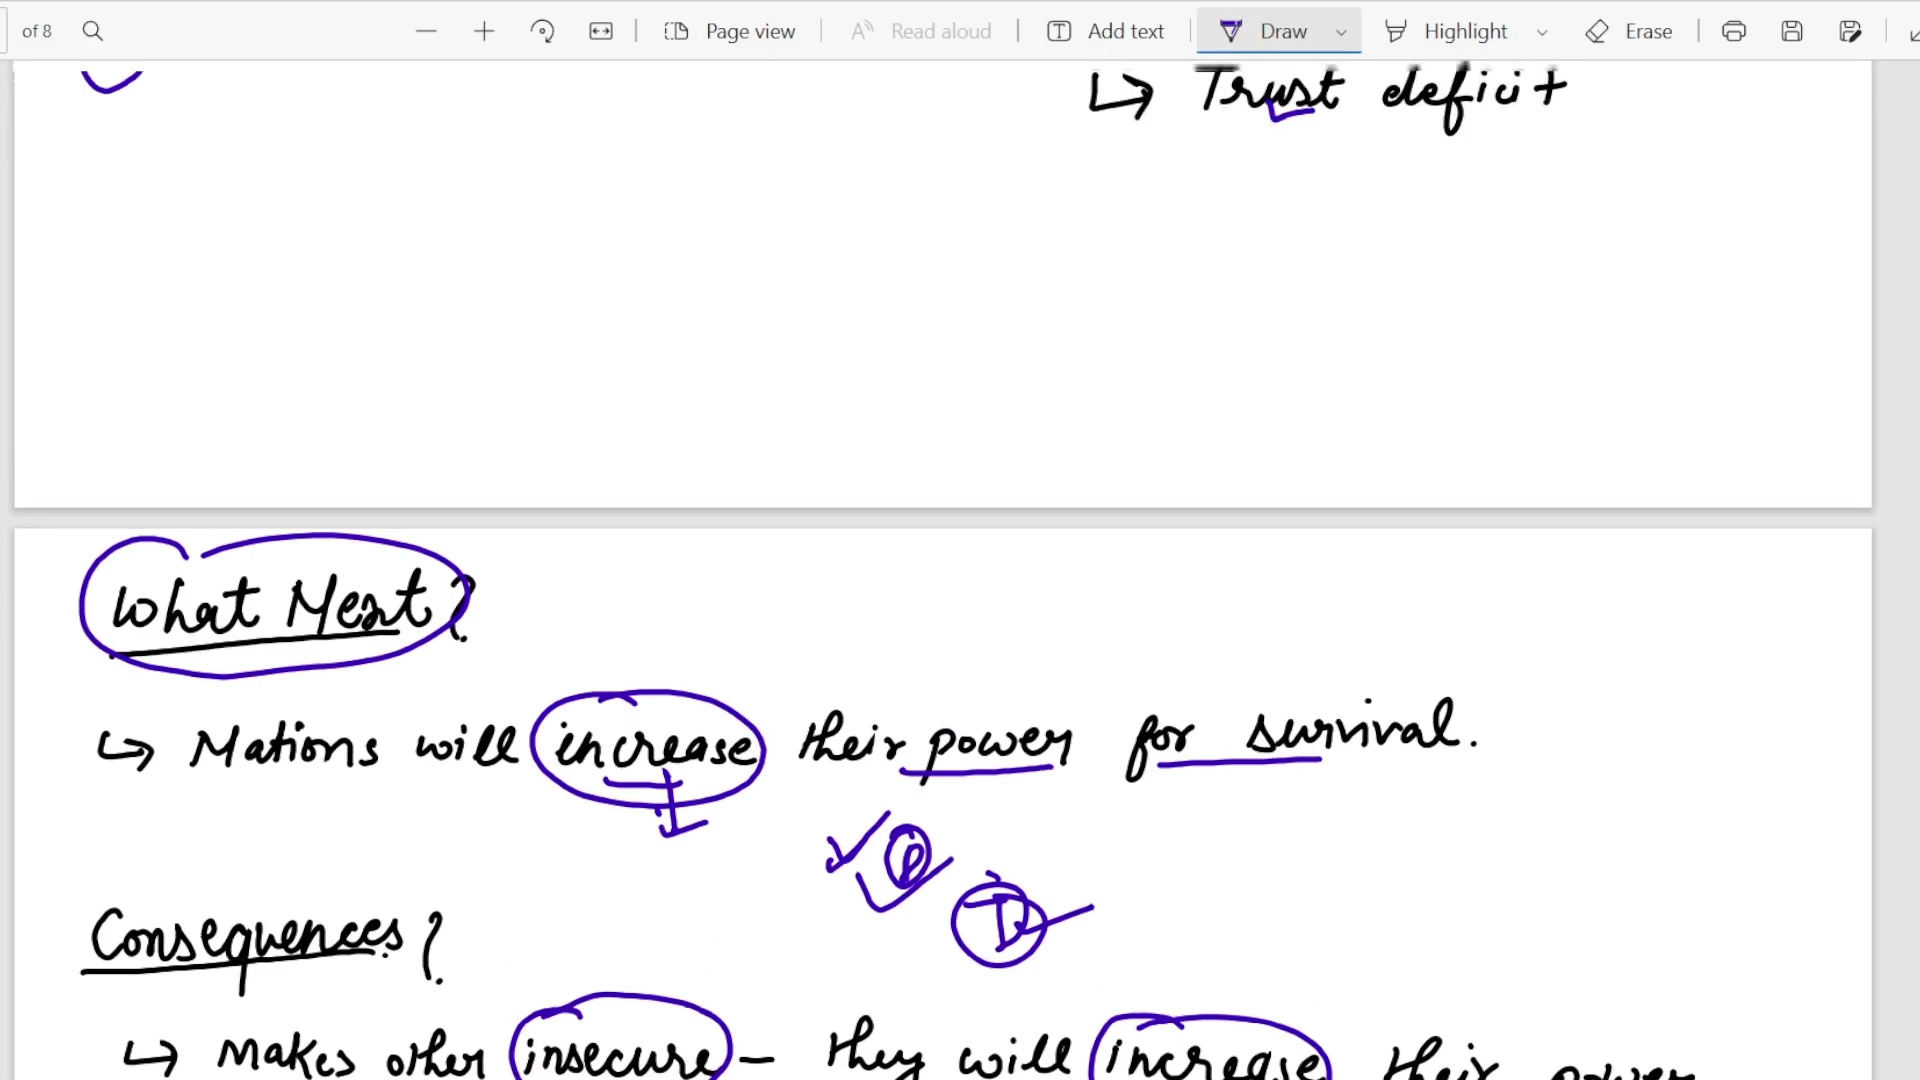 of 8 Page view Read aloud Add text Draw Highlight Erase
↳ Trust deficit
What Next?
↳ Nations will increase their power for survival.
P
D
Consequences?
↳ Makes other insecure – they will increase their power